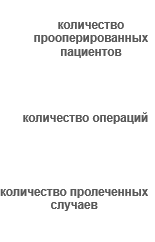 количество
прооперированных
пациентов
количество операций
количество пролеченных
случаев